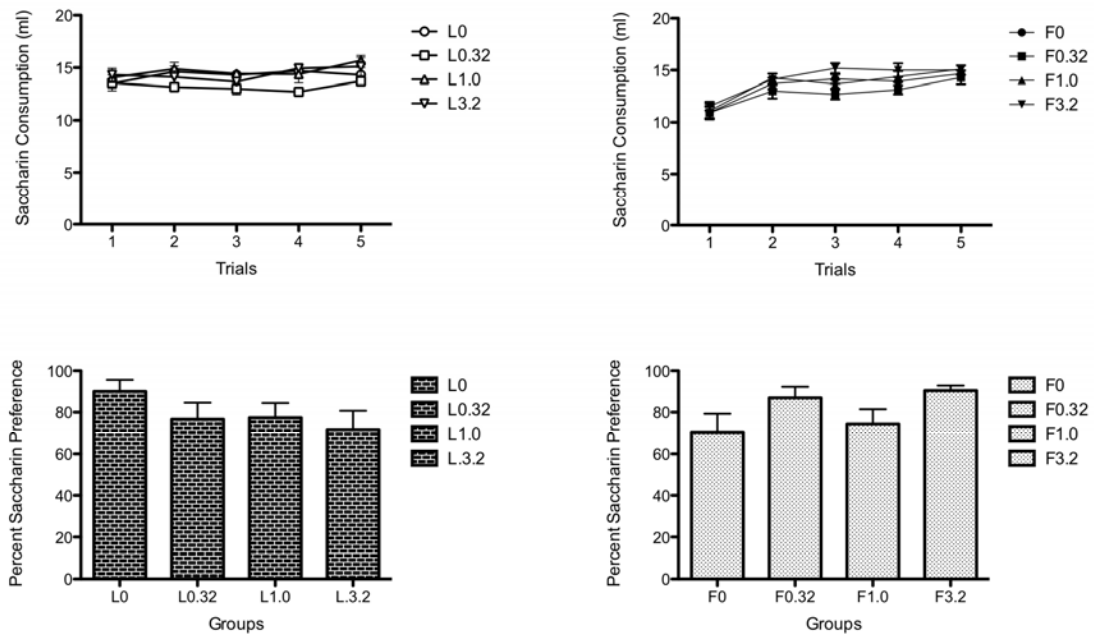 Saccharin Consumption (ml)
20
15
10
5
0
1 2 3 4 5
Trials
L0
L0.32
L1.0
L3.2
Saccharin Consumption (ml)
20
15
10
5
0
1 2 3 4 5
Trials
F0
F0.32
F1.0
F3.2
Percent Saccharin Preference
100
80
60
40
20
0
L0 L0.32 L1.0 L.3.2
Groups
L0
L0.32
L1.0
L.3.2
Percent Saccharin Preference
100
80
60
40
20
0
F0 F0.32 F1.0 F3.2
Groups
F0
F0.32
F1.0
F3.2